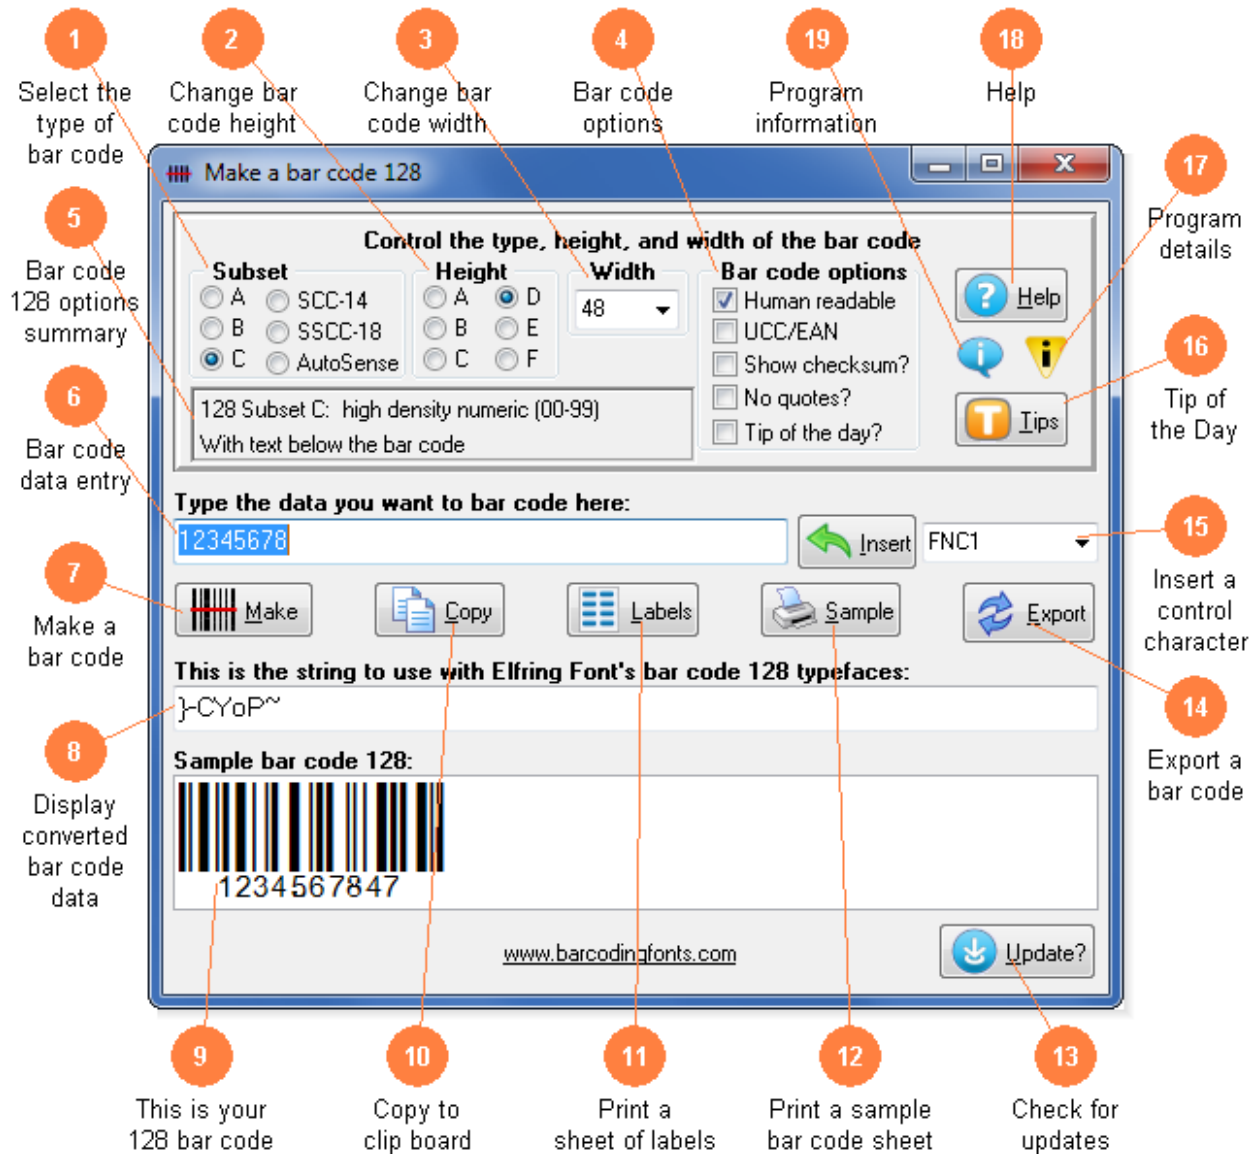 1
2
3
4
19
18
Select the
type of
bar code
Change bar
code height
Change bar
code width
Bar code
options
Program
information
Help
Make a bar code 128
17
Program
details
5
Bar code
128 options
summary
Control the type, height, and width of the bar code
Subset
A
SCC-14
B
SSCC-18
C
AutoSense
Height
A
D
B
E
C
F
Width
48
Bar code options
Human readable
UCC/EAN
Show checksum?
No quotes?
Tip of the day?
Help
Tips
16
Tip of
the Day
128 Subset C: high density numeric (00-99)
With text below the bar code
6
Bar code
data entry
Type the data you want to bar code here:
12345678
Insert
FNC1
15
Insert a
control
character
7
Make a
bar code
Make
Copy
Labels
Sample
Export
This is the string to use with Elfring Font's bar code 128 typefaces:
}-CYoP~
14
Export a
bar code
8
Display
converted
bar code
data
Sample bar code 128:
1234567847
www.barcodingfonts.com
Update?
9
10
11
12
13
This is your
128 bar code
Copy to
clip board
Print a
sheet of labels
Print a sample
bar code sheet
Check for
updates